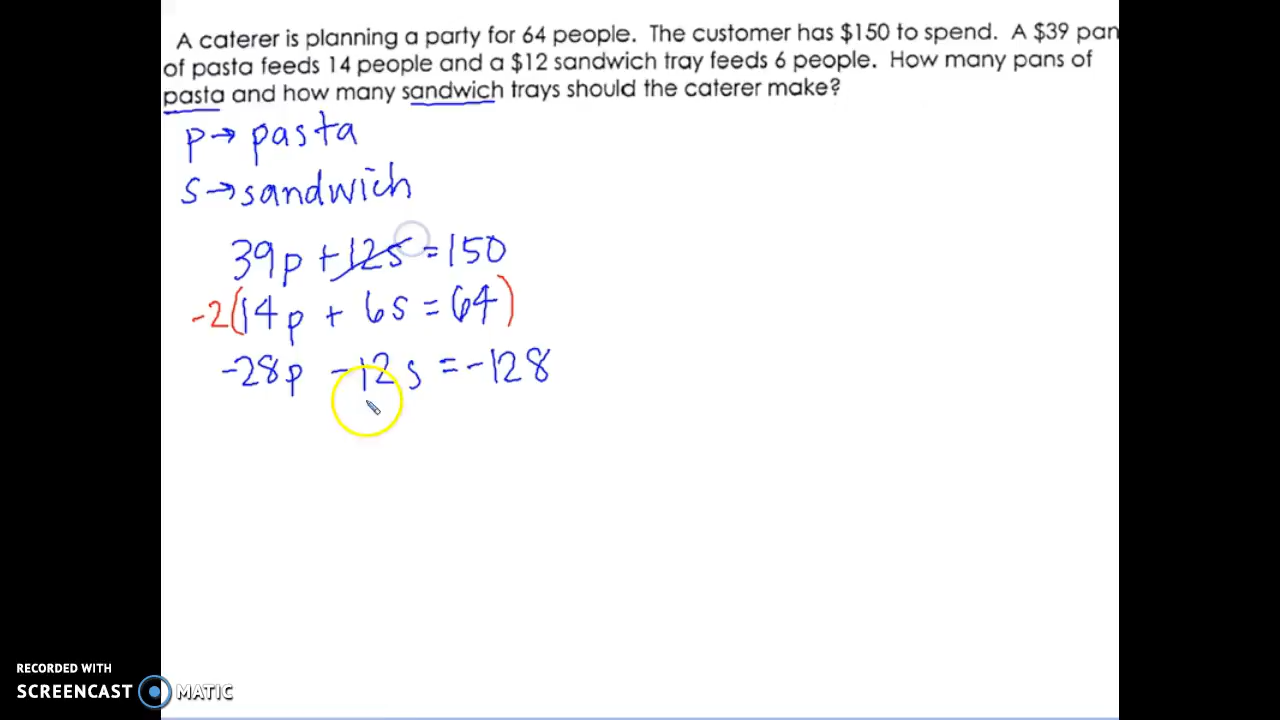 A caterer is planning a party for 64 people. The customer has $150 to spend. A $39 pan
of pasta feeds 14 people and a $12 sandwich tray feeds 6 people. How many pans of
pasta and how many sandwich trays should the caterer make?
p→ pasta
s→sandwich
39p +12s =150
-2(14p + 6s = 64)
-28p -12s = -128
RECORDED WITH
SCREENCAST MATIC